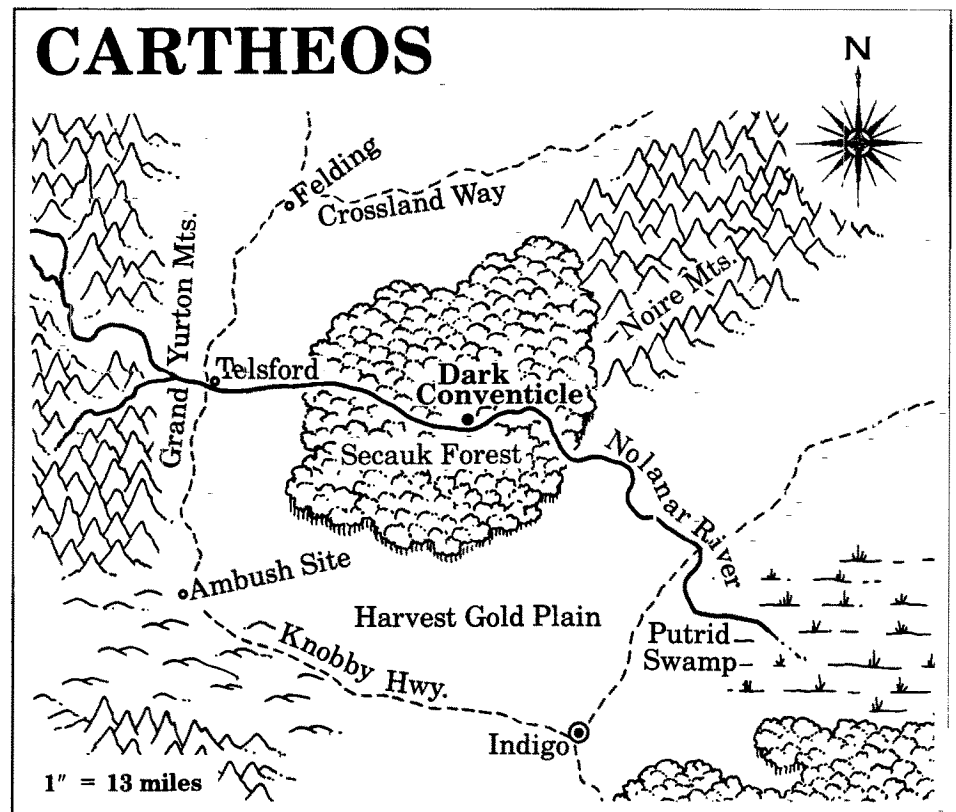 CARTHEOS
N
Felding
Crossland Way
Grand Yurton Mts.
Noire Mts.
Telsford
Dark
Conventicle
Secauk Forest
Nolanar River
Ambush Site
Harvest Gold Plain
Knobby Hwy.
Putrid
Swamp
Indigo
1" = 13 miles